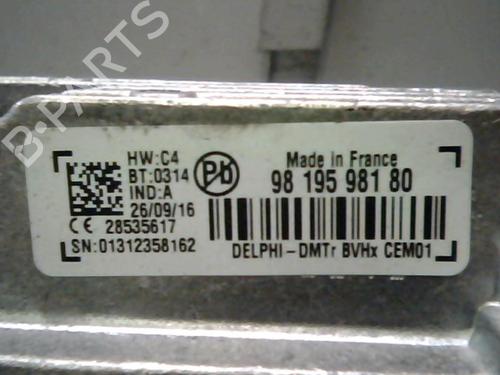 B-PARTS
HW:C4
BT:0314
IND:A
26/09/16
CE 28535617
SN:01312358162
Pb
Made in France
98 195 981 80
DELPHI-DMTr BVHx CEM01